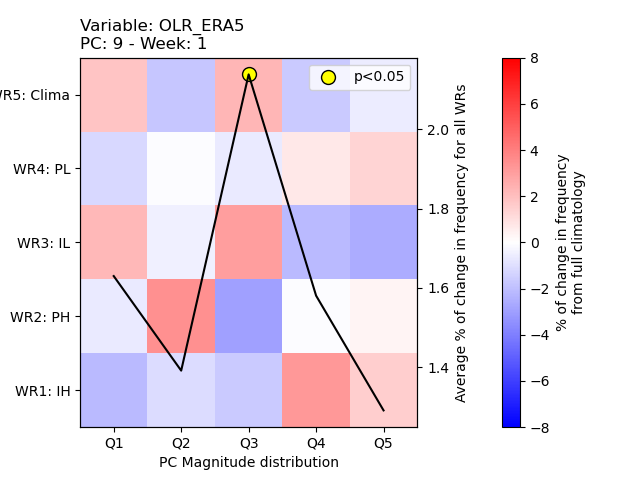 Variable: OLR_ERA5
PC: 9 - Week: 1
p<0.05
WR5: Clima
WR4: PL
WR3: IL
WR2: PH
WR1: IH
Q1 Q2 Q3 Q4 Q5
PC Magnitude distribution
2.0
1.8
1.6
1.4
Average % of change in frequency for all WRs
8
6
4
2
0
−2
−4
−6
−8
% of change in frequency
from full climatology